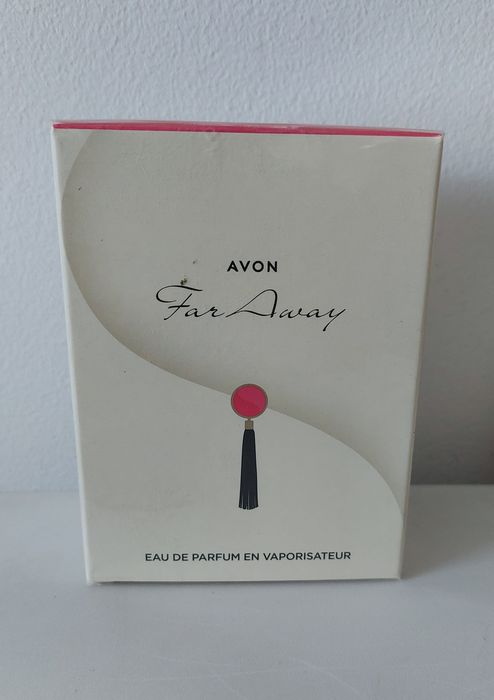 AVON
Far Away
EAU DE PARFUM EN VAPORISATEUR